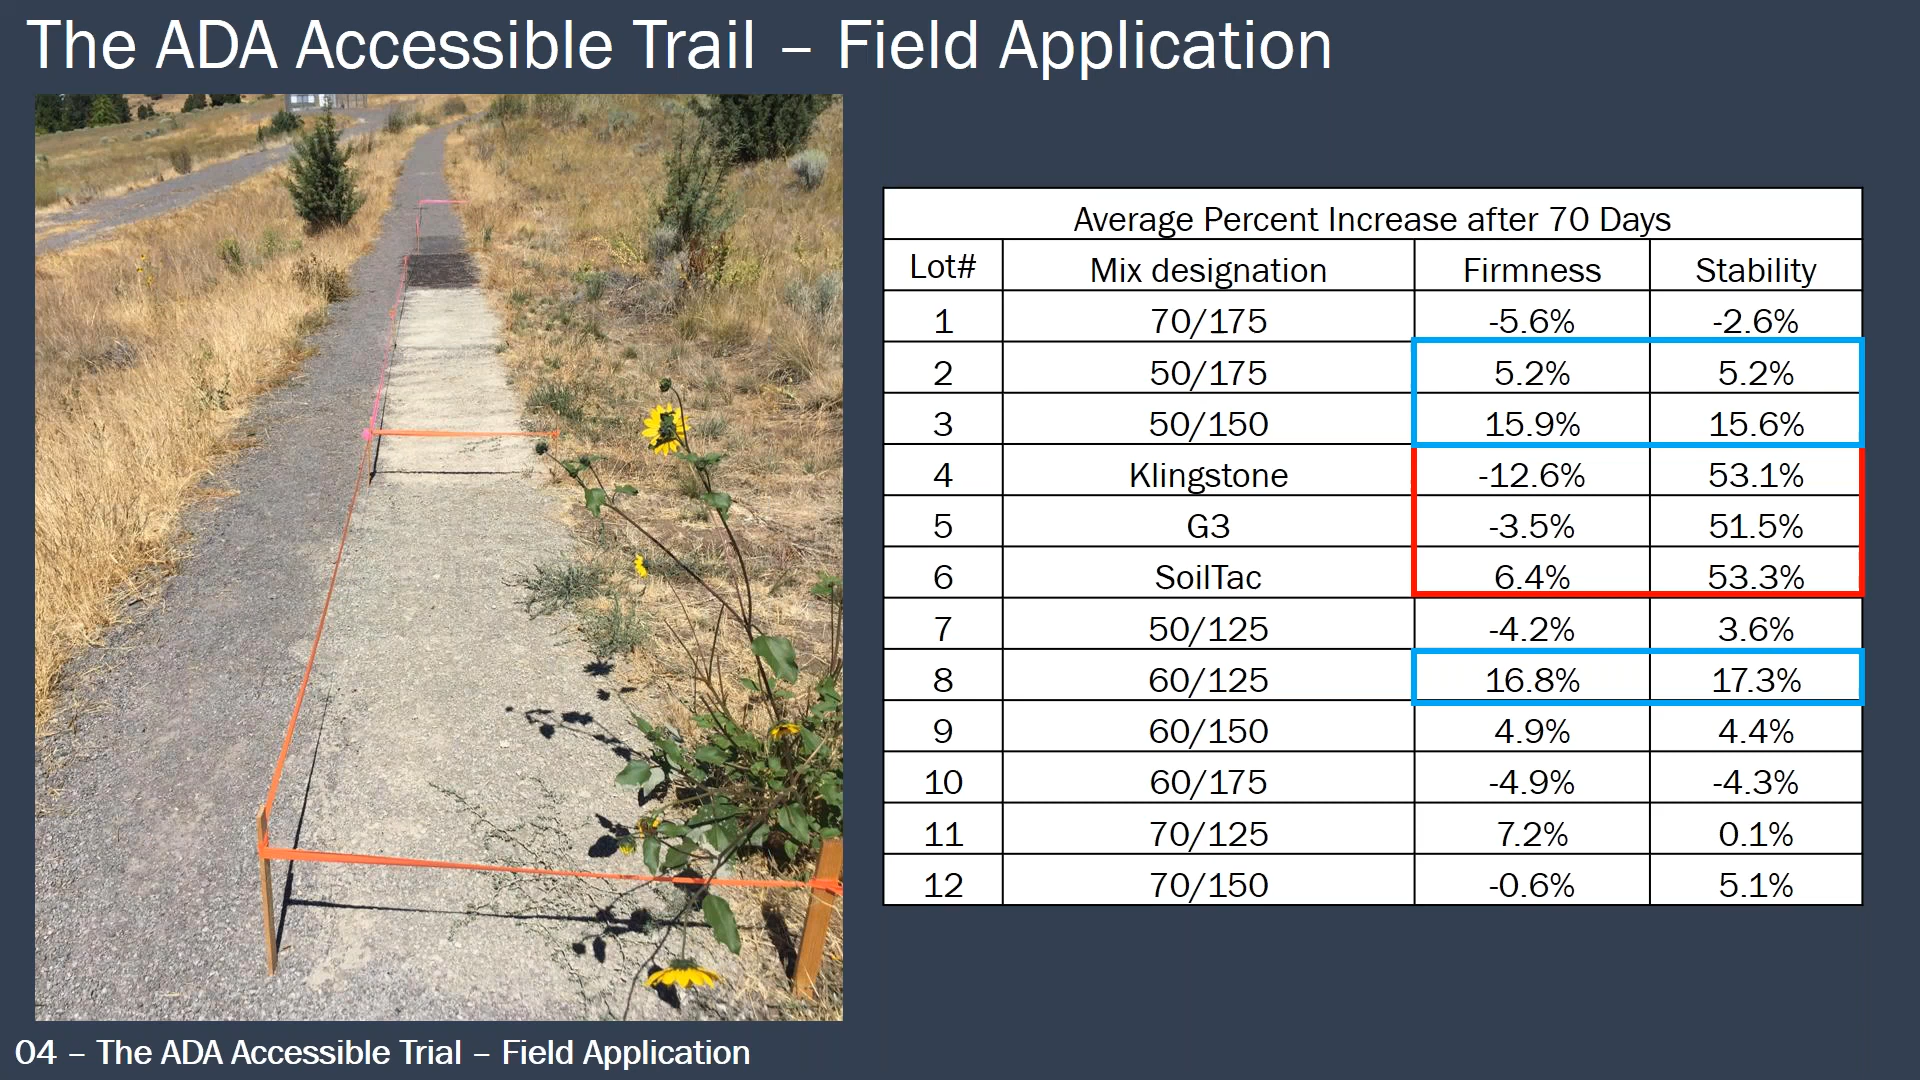 The ADA Accessible Trail – Field Application
Average Percent Increase after 70 Days
Lot# Mix designation Firmness Stability
1 70/175 -5.6% -2.6%
2 50/175 5.2% 5.2%
3 50/150 15.9% 15.6%
4 Klingstone -12.6% 53.1%
5 G3 -3.5% 51.5%
6 SoilTac 6.4% 53.3%
7 50/125 -4.2% 3.6%
8 60/125 16.8% 17.3%
9 60/150 4.9% 4.4%
10 60/175 -4.9% -4.3%
11 70/125 7.2% 0.1%
12 70/150 -0.6% 5.1%
04 – The ADA Accessible Trial – Field Application